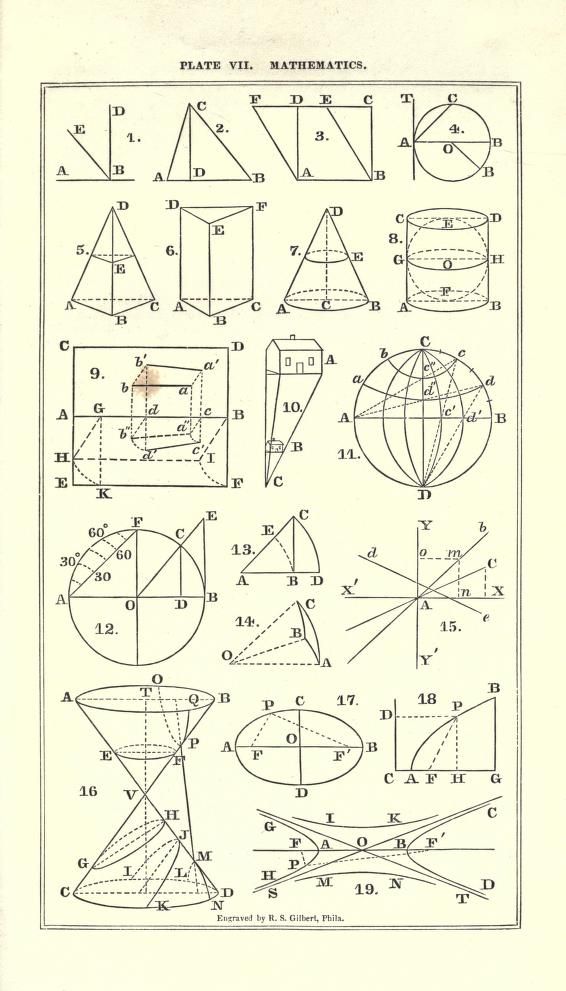 PLATE VII. MATHEMATICS.
D
E
1.
A
B
C
2.
A
D
B
F D E C
3.
A
B
T C
4.
A
B
O
B
D
5.
E
A
B
C
D F
E
6.
A
B
C
D
7.
E
A C B
C D
E
8.
G O H
F
A B
C D
9.
b'
a'
b a
A G d c B
b" a"
d' c'
H I
E K F
A
10.
B
C
C
b c
c"
a d
d"
A c' d' B
11.
D
E
F
60° C
60
30°
30
A O D B
12.
C
E
13.
A B D
C
14.
B
O
A
Y
b
d o m
C
X' A n X
e
15.
Y'
O
A T Q B
E P
F
16 V
H
G J
I L M
C D
K N
17.
P C
A F O F' B
D
18
B
D P
C A F H G
G I K C
F A O B F'
P
H M N D
S 19. T
Engraved by R. S. Gilbert, Phila.